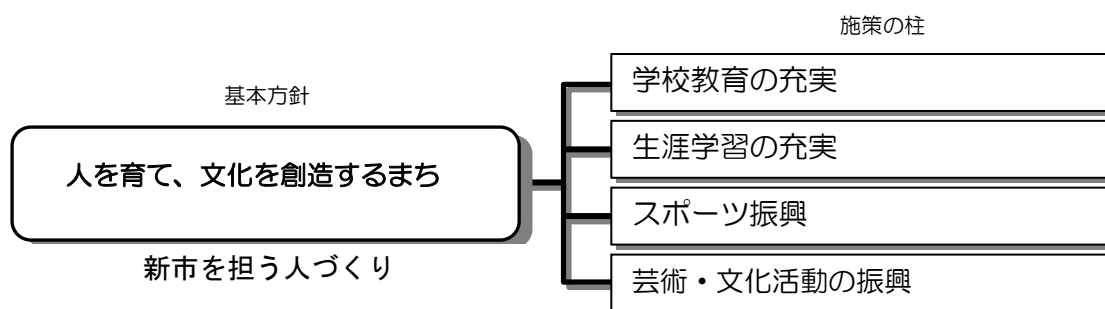 施策の柱
学校教育の充実
基本方針
生涯学習の充実
人を育て、文化を創造するまち
スポーツ振興
新市を担う人づくり
芸術・文化活動の振興